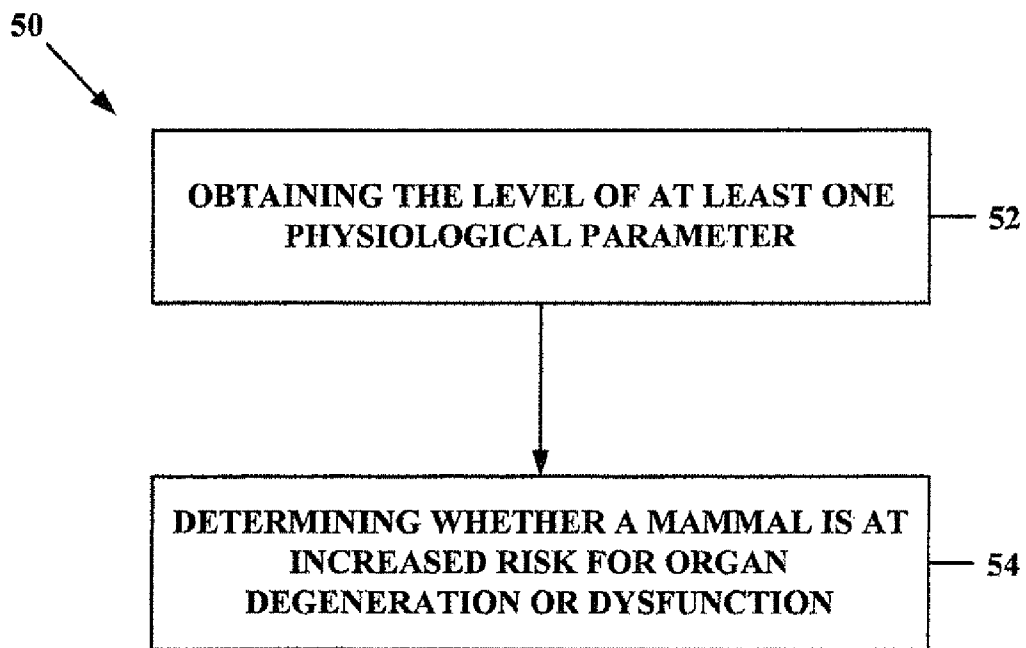 50
OBTAINING THE LEVEL OF AT LEAST ONE
PHYSIOLOGICAL PARAMETER
52
DETERMINING WHETHER A MAMMAL IS AT
INCREASED RISK FOR ORGAN
DEGENERATION OR DYSFUNCTION
54